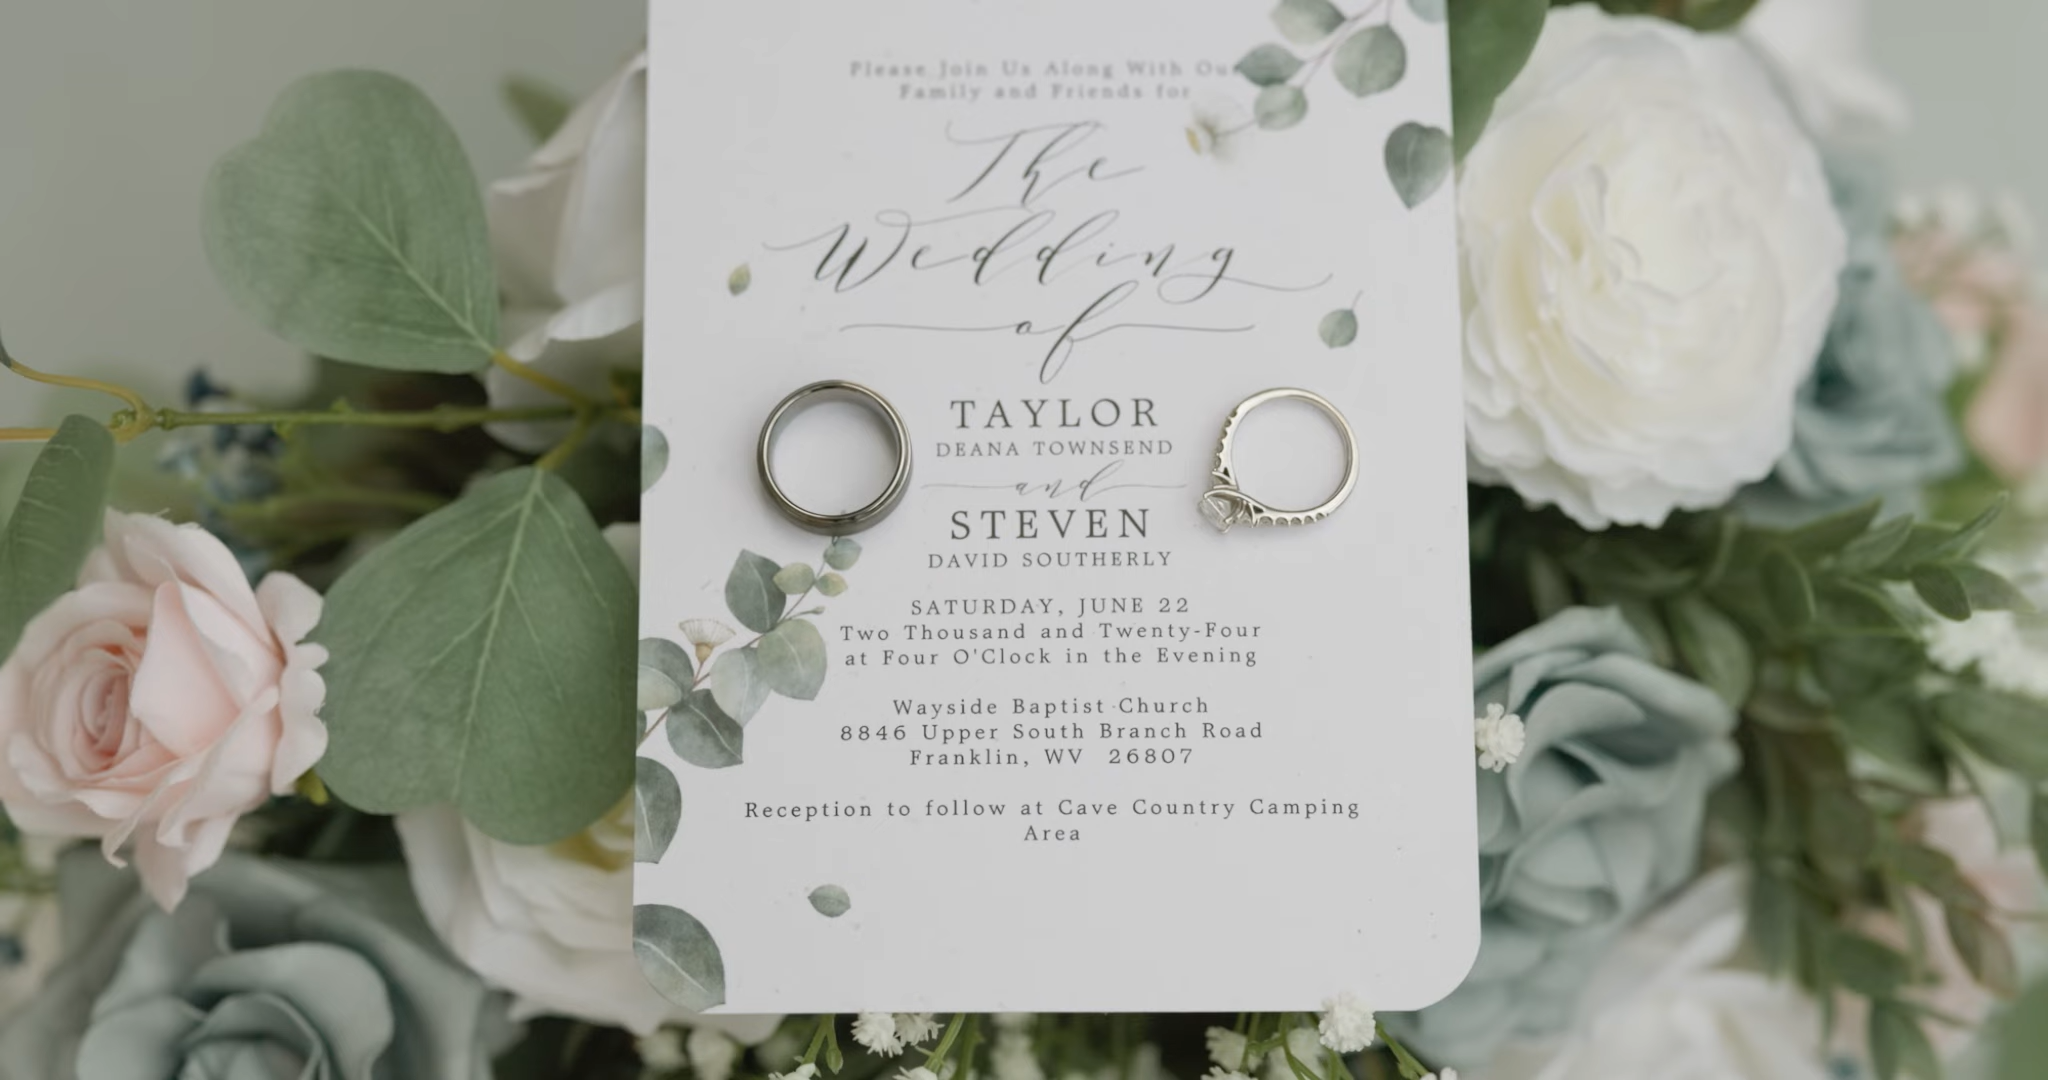 Please Join Us Along With Our
Family and Friends for
The
Wedding
of
TAYLOR
DEANA TOWNSEND
and
STEVEN
DAVID SOUTHERLY
SATURDAY, JUNE 22
Two Thousand and Twenty-Four
at Four O'Clock in the Evening
Wayside Baptist Church
8846 Upper South Branch Road
Franklin, WV 26807
Reception to follow at Cave Country Camping
Area